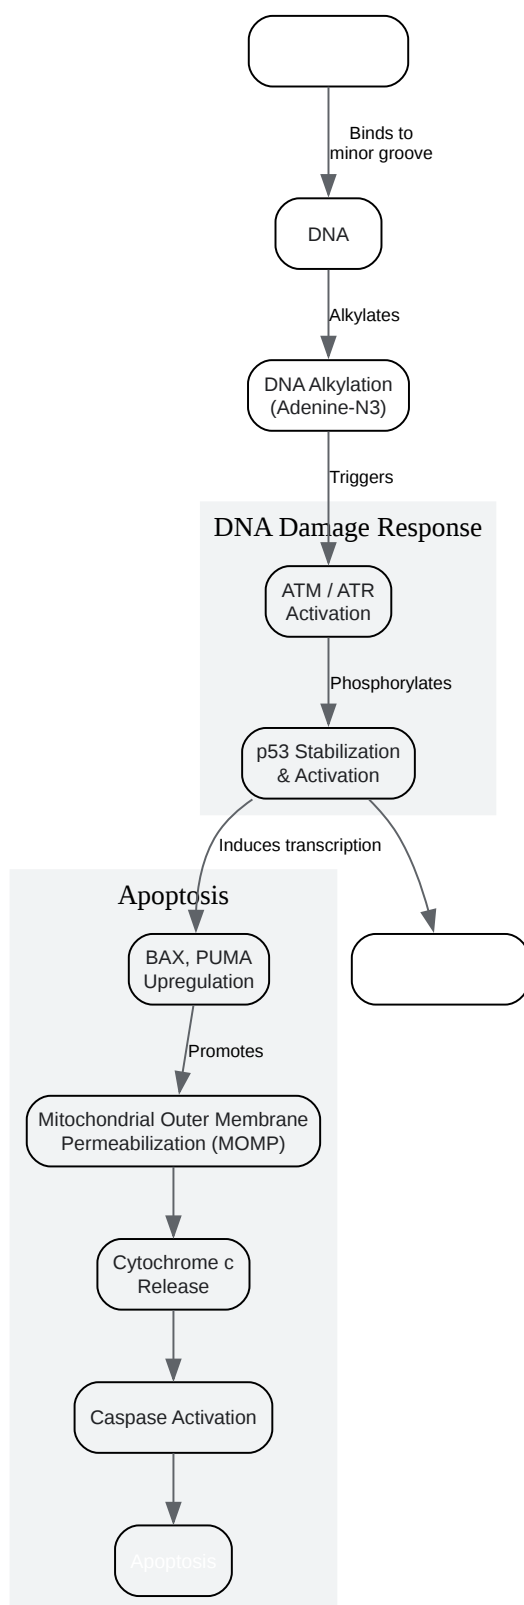 Binds to
minor groove
DNA
Alkylates
DNA Alkylation
(Adenine-N3)
Triggers
DNA Damage Response
ATM / ATR
Activation
Phosphorylates
p53 Stabilization
& Activation
Induces transcription
Apoptosis
BAX, PUMA
Upregulation
Promotes
Mitochondrial Outer Membrane
Permeabilization (MOMP)
Cytochrome c
Release
Caspase Activation
Apoptosis